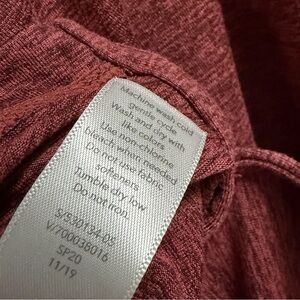 Machine wash cold
gentle cycle
Wash and dry with
like colors
Use non-chlorine
bleach when needed
Do not use fabric
softeners
Tumble dry low
Do not iron.
S/530134-05
V/700038016
SP20
11/19